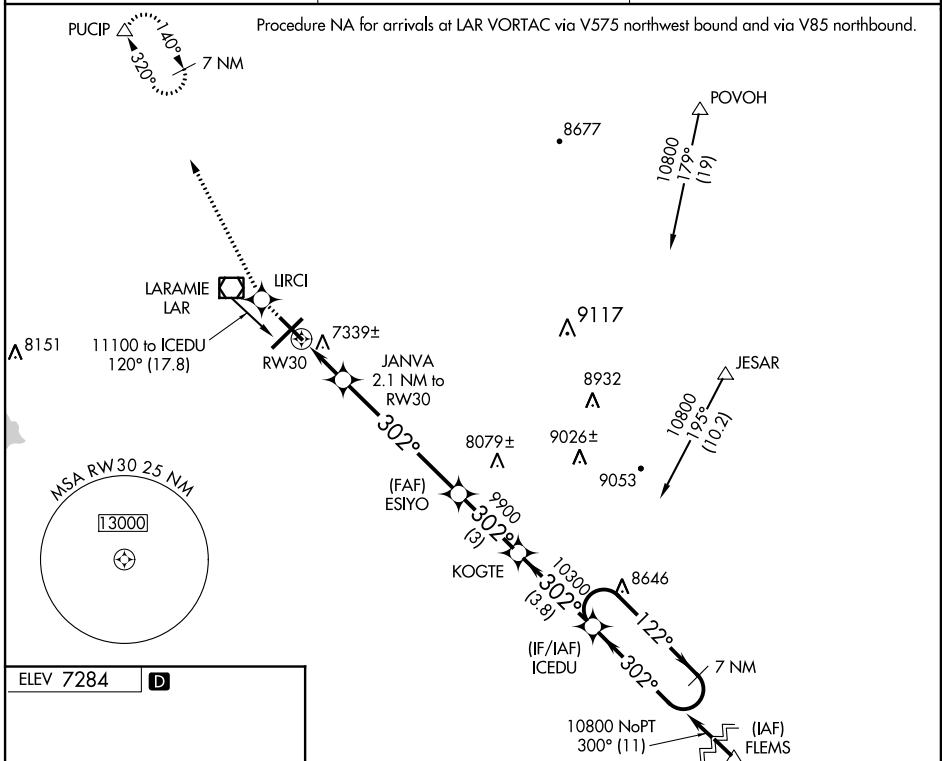 Procedure NA for arrivals at LAR VORTAC via V575 northwest bound and via V85 northbound.
PUCIP
140°
320°
7 NM
POVOH
8677
10800
179°
(19)
LARAMIE
LAR
LIRCI
9117
8151
11100 to ICEDU
120° (17.8)
RW30
7339±
JANVA
2.1 NM to
RW30
JESAR
8932
10800
195°
(10.2)
302°
8079±
9026±
9053
MSA RW30 25 NM
13000
(FAF)
ESIYO
9900
302°
(3)
KOGTE
10300
302°
(3.8)
8646
122°
(IF/IAF)
ICEDU
302°
7 NM
ELEV 7284
D
10800 NoPT
300° (11)
(IAF)
FLEMS